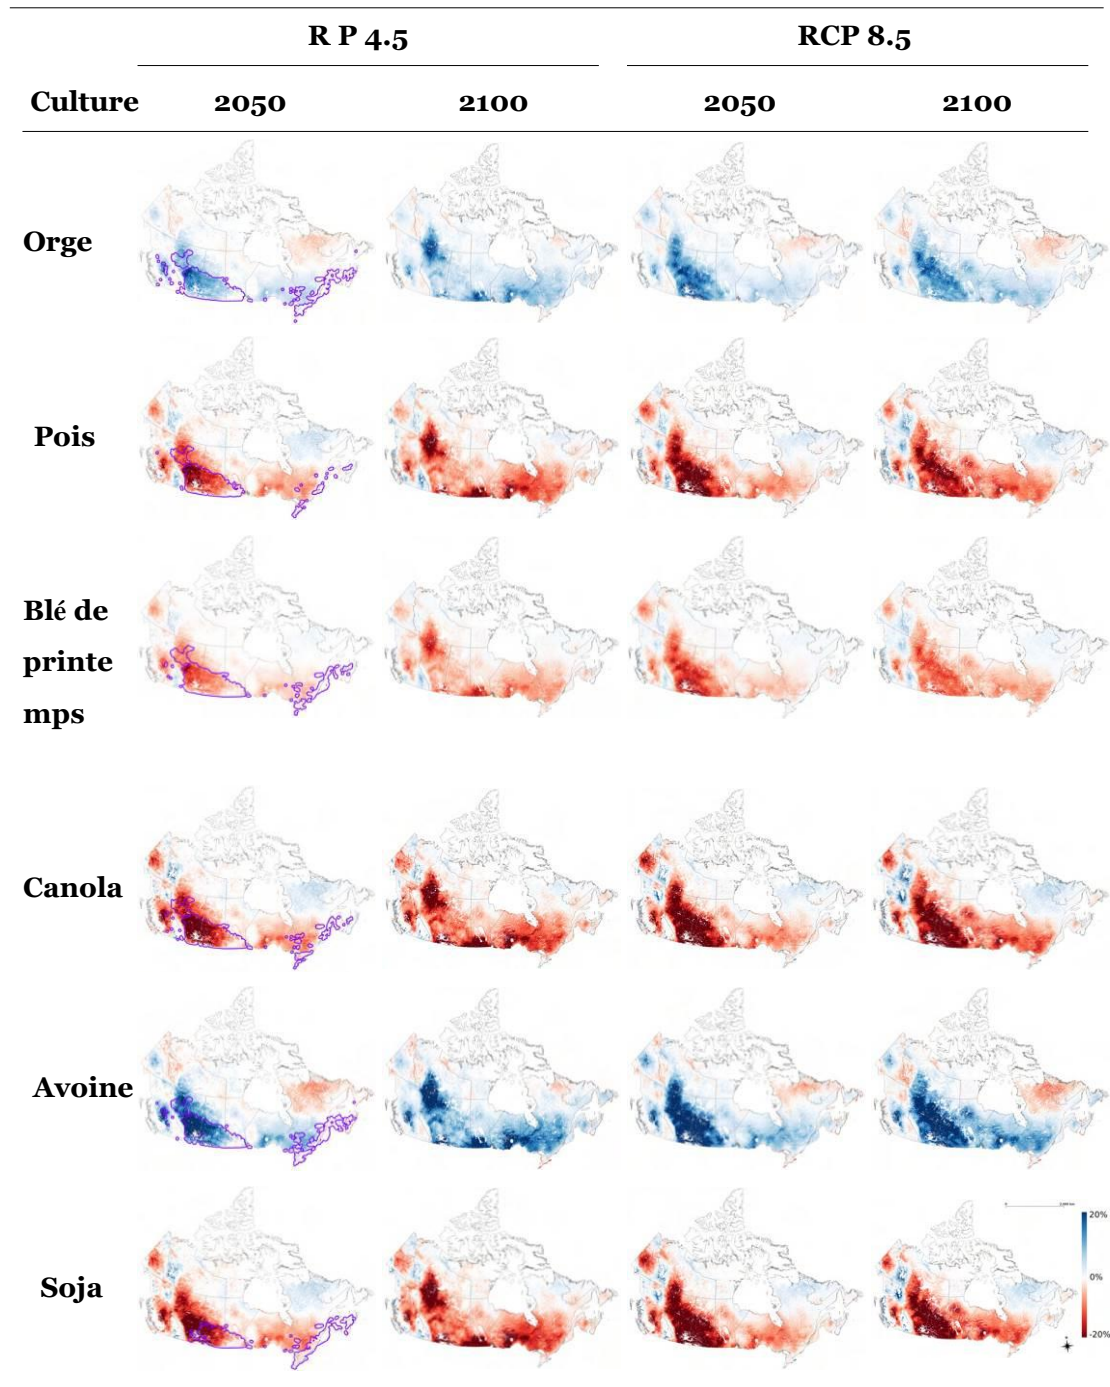 R P 4.5 RCP 8.5
Culture 2050 2100 2050 2100
Orge
Pois
Blé de
printe
mps
Canola
Avoine
Soja
20%
0%
-20%